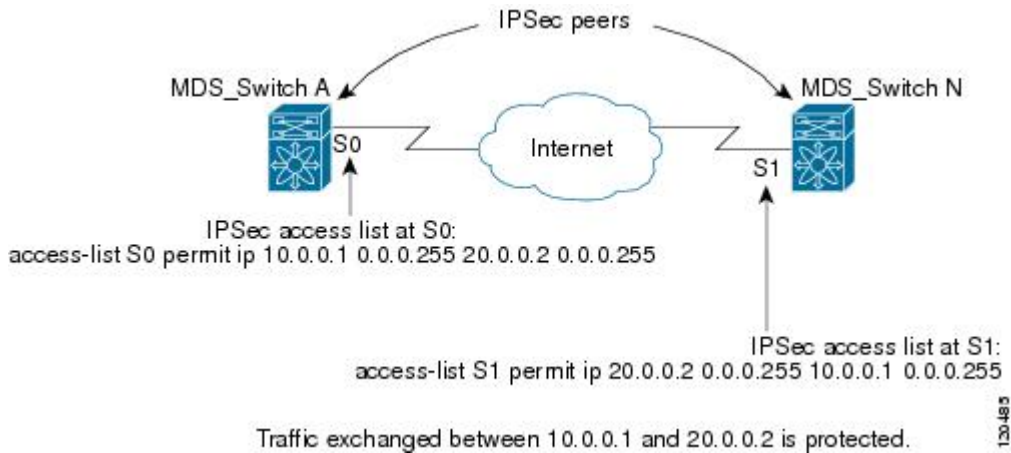 IPSec peers
MDS_Switch A
MDS_Switch N
S0
Internet
S1
IPSec access list at S0:
access-list S0 permit ip 10.0.0.1 0.0.0.255 20.0.0.2 0.0.0.255
IPSec access list at S1:
access-list S1 permit ip 20.0.0.2 0.0.0.255 10.0.0.1 0.0.0.255
Traffic exchanged between 10.0.0.1 and 20.0.0.2 is protected.
120485